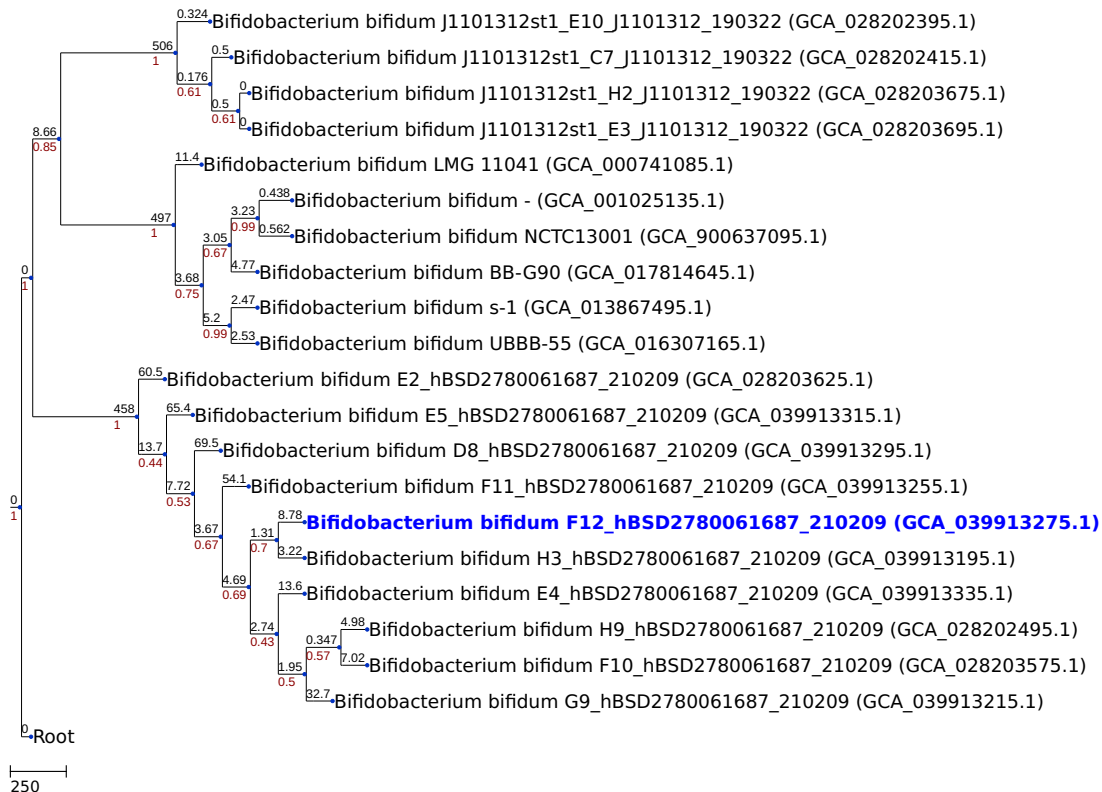 0.324 Bifidobacterium bifidum J1101312st1_E10_J1101312_190322 (GCA_028202395.1)
506
1
0.5 Bifidobacterium bifidum J1101312st1_C7_J1101312_190322 (GCA_028202415.1)
0.176
0.61
0 Bifidobacterium bifidum J1101312st1_H2_J1101312_190322 (GCA_028203675.1)
0.5
0.61
0 Bifidobacterium bifidum J1101312st1_E3_J1101312_190322 (GCA_028203695.1)
8.66
0.85
11.4 Bifidobacterium bifidum LMG 11041 (GCA_000741085.1)
0.438 Bifidobacterium bifidum - (GCA_001025135.1)
497
1
3.23
0.99
0.562 Bifidobacterium bifidum NCTC13001 (GCA_900637095.1)
3.05
0.67
4.77 Bifidobacterium bifidum BB-G90 (GCA_017814645.1)
0
1
3.68
0.75
2.47 Bifidobacterium bifidum s-1 (GCA_013867495.1)
5.2
0.99
2.53 Bifidobacterium bifidum UBBB-55 (GCA_016307165.1)
60.5 Bifidobacterium bifidum E2_hBSD2780061687_210209 (GCA_028203625.1)
458
1
65.4 Bifidobacterium bifidum E5_hBSD2780061687_210209 (GCA_039913315.1)
13.7
0.44
69.5 Bifidobacterium bifidum D8_hBSD2780061687_210209 (GCA_039913295.1)
7.72
0.53
54.1 Bifidobacterium bifidum F11_hBSD2780061687_210209 (GCA_039913255.1)
0
1
3.67
0.67
8.78 Bifidobacterium bifidum F12_hBSD2780061687_210209 (GCA_039913275.1)
1.31
0.7
3.22 Bifidobacterium bifidum H3_hBSD2780061687_210209 (GCA_039913195.1)
4.69
0.69
13.6 Bifidobacterium bifidum E4_hBSD2780061687_210209 (GCA_039913335.1)
2.74
0.43
4.98 Bifidobacterium bifidum H9_hBSD2780061687_210209 (GCA_028202495.1)
0.347
0.57
7.02 Bifidobacterium bifidum F10_hBSD2780061687_210209 (GCA_028203575.1)
1.95
0.5
32.7 Bifidobacterium bifidum G9_hBSD2780061687_210209 (GCA_039913215.1)
0 Root
250